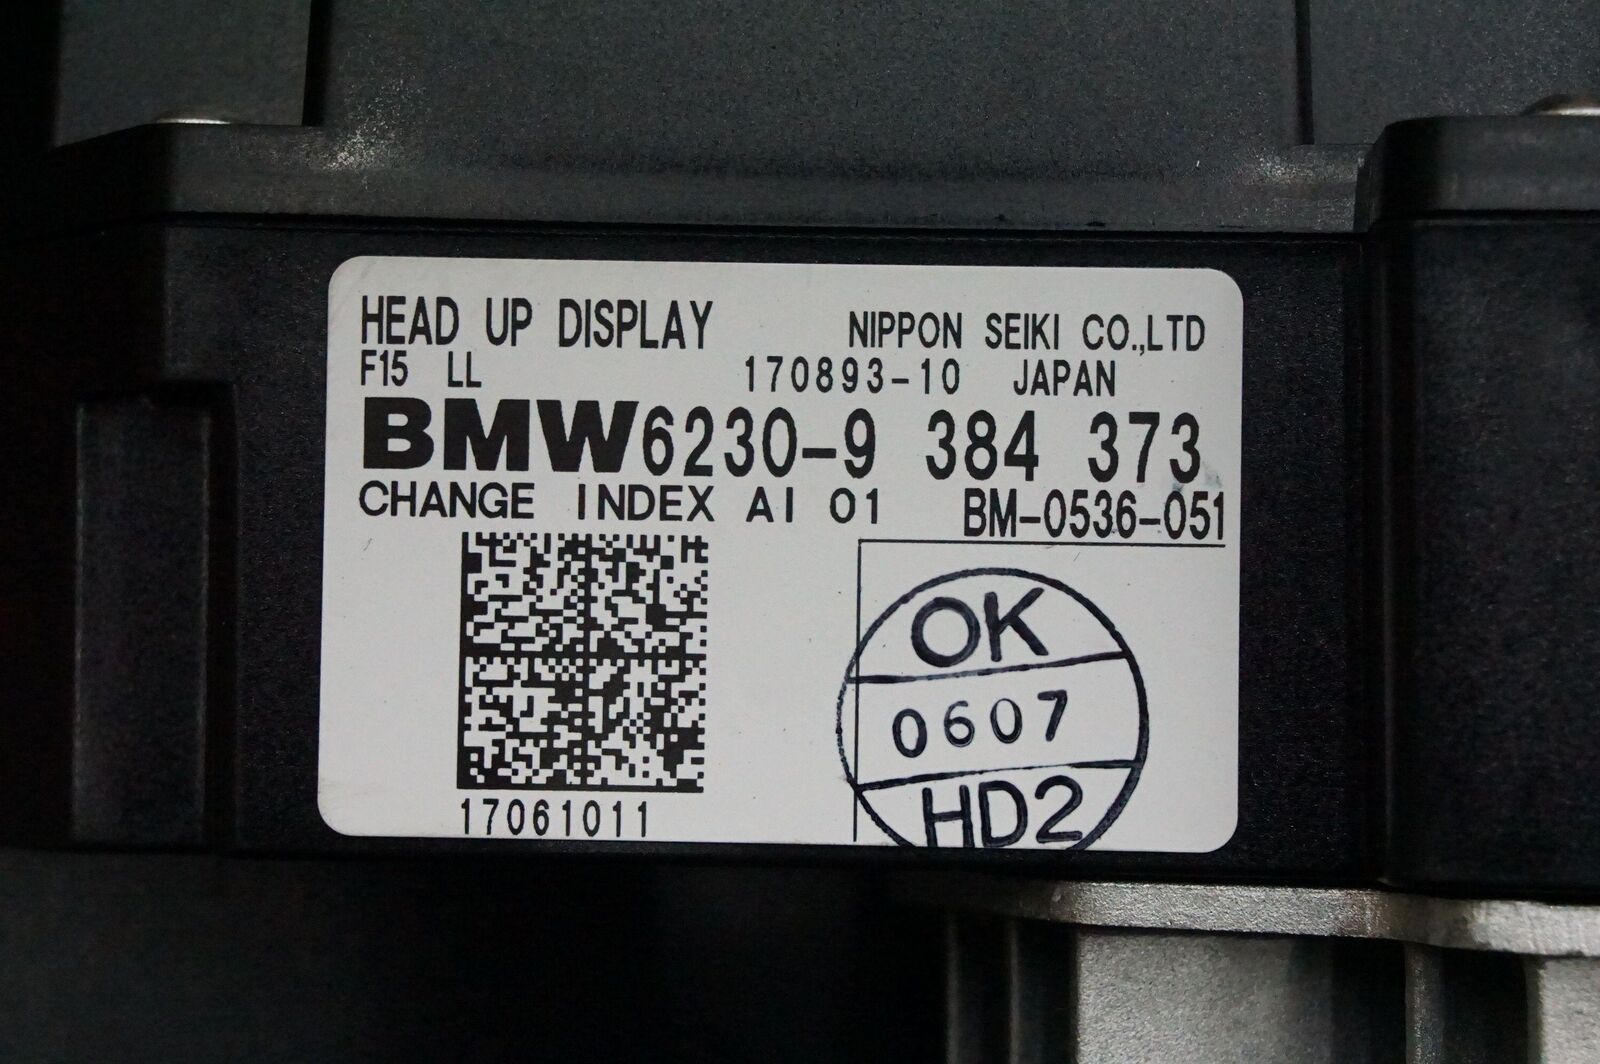 HEAD UP DISPLAY NIPPON SEIKI CO.,LTD
F15 LL 170893-10 JAPAN
BMW6230-9 384 373
CHANGE INDEX AI 01 BM-0536-051
17061011
OK
0607
HD2